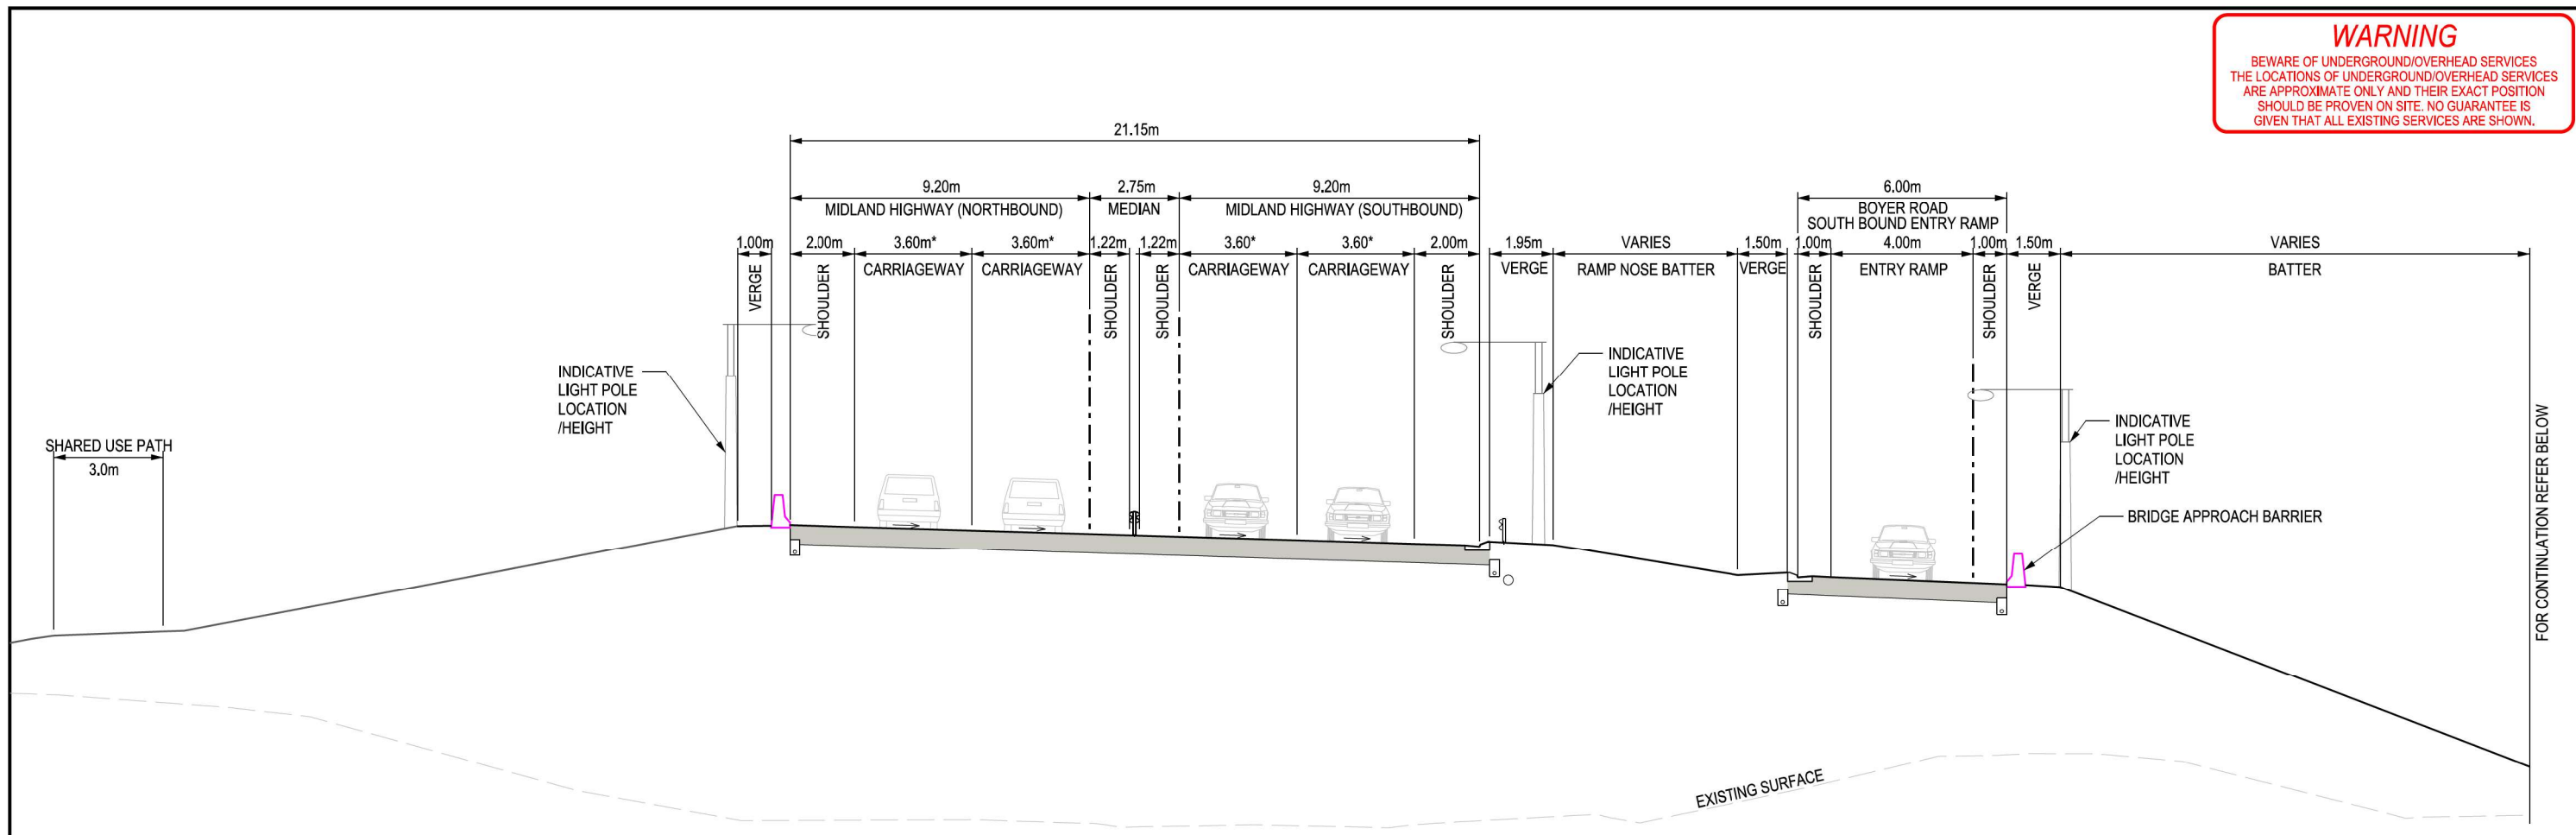 WARNING
BEWARE OF UNDERGROUND/OVERHEAD SERVICES
THE LOCATIONS OF UNDERGROUND/OVERHEAD SERVICES
ARE APPROXIMATE ONLY AND THEIR EXACT POSITION
SHOULD BE PROVEN ON SITE. NO GUARANTEE IS
GIVEN THAT ALL EXISTING SERVICES ARE SHOWN.
21.15m
9.20m
MIDLAND HIGHWAY (NORTHBOUND)
2.75m
MEDIAN
9.20m
MIDLAND HIGHWAY (SOUTHBOUND)
6.00m
BOYER ROAD
SOUTH BOUND ENTRY RAMP
1.00m
VERGE
2.00m
SHOULDER
3.60m*
CARRIAGEWAY
3.60m*
CARRIAGEWAY
1.22m
SHOULDER
1.22m
SHOULDER
3.60*
CARRIAGEWAY
3.60*
CARRIAGEWAY
2.00m
SHOULDER
1.95m
VERGE
VARIES
RAMP NOSE BATTER
1.50m
VERGE
1.00m
SHOULDER
4.00m
ENTRY RAMP
1.00m
SHOULDER
1.50m
VERGE
VARIES
BATTER
INDICATIVE
LIGHT POLE
LOCATION
/HEIGHT
INDICATIVE
LIGHT POLE
LOCATION
/HEIGHT
INDICATIVE
LIGHT POLE
LOCATION
/HEIGHT
SHARED USE PATH
3.0m
BRIDGE APPROACH BARRIER
FOR CONTINUATION REFER BELOW
EXISTING SURFACE